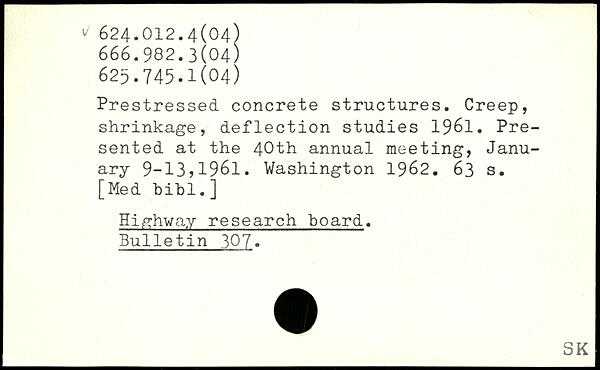 ✓ 624.012.4(04)
666.982.3(04)
625.745.1(04)
Prestressed concrete structures. Creep,
shrinkage, deflection studies 1961. Pre-
sented at the 40th annual meeting, Janu-
ary 9-13,1961. Washington 1962. 63 s.
[Med bibl.]
Highway research board.
Bulletin 307.
SK